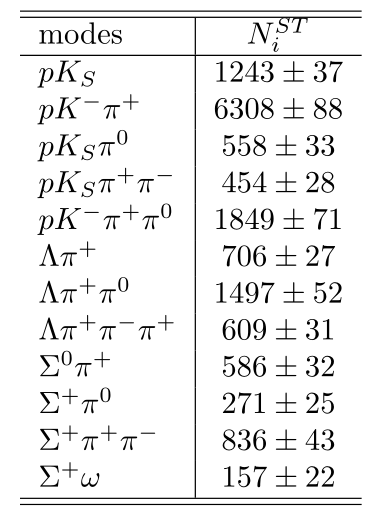 modes N_i^{ST}
pK_S 1243 ± 37
pK^−π^+ 6308 ± 88
pK_Sπ^0 558 ± 33
pK_Sπ^+π^− 454 ± 28
pK^−π^+π^0 1849 ± 71
Λπ^+ 706 ± 27
Λπ^+π^0 1497 ± 52
Λπ^+π^−π^+ 609 ± 31
Σ^0π^+ 586 ± 32
Σ^+π^0 271 ± 25
Σ^+π^+π^− 836 ± 43
Σ^+ω 157 ± 22